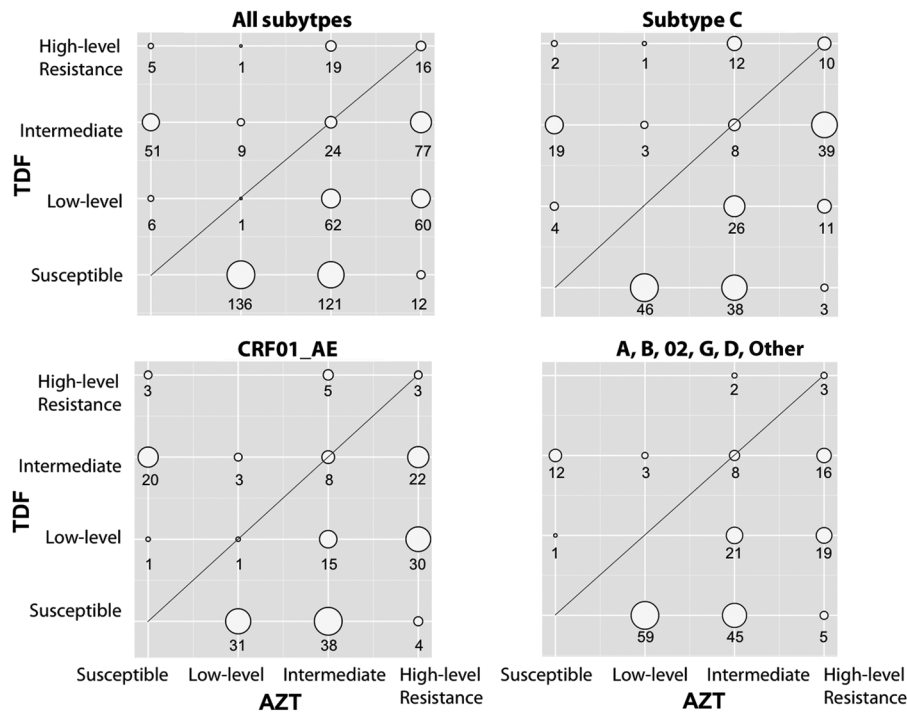 All subytpes
High-level
Resistance
5 1 19 16
Intermediate
51 9 24 77
TDF
Low-level
6 1 62 60
Susceptible
136 121 12
Subtype C
2 1 12 10
19 3 8 39
4 26 11
46 38 3
CRF01_AE
High-level
Resistance
3 5 3
Intermediate
20 3 8 22
TDF
Low-level
1 1 15 30
Susceptible
31 38 4
Susceptible Low-level Intermediate High-level
Resistance
AZT
A, B, 02, G, D, Other
2 3
12 3 8 16
1 21 19
59 45 5
Susceptible Low-level Intermediate High-level
Resistance
AZT